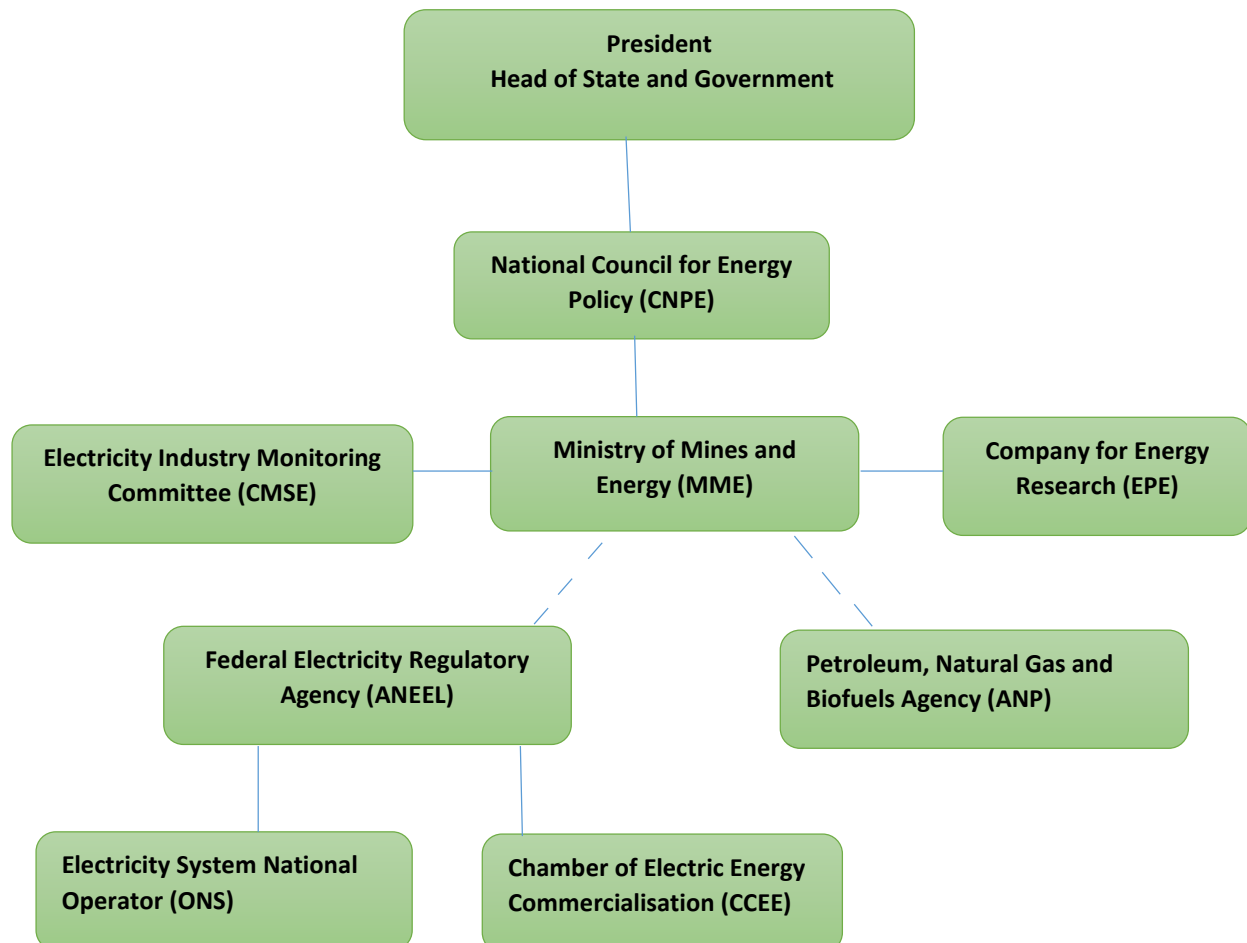 President
Head of State and Government
National Council for Energy
Policy (CNPE)
Electricity Industry Monitoring
Committee (CMSE)
Ministry of Mines and
Energy (MME)
Company for Energy
Research (EPE)
Federal Electricity Regulatory
Agency (ANEEL)
Petroleum, Natural Gas and
Biofuels Agency (ANP)
Electricity System National
Operator (ONS)
Chamber of Electric Energy
Commercialisation (CCEE)